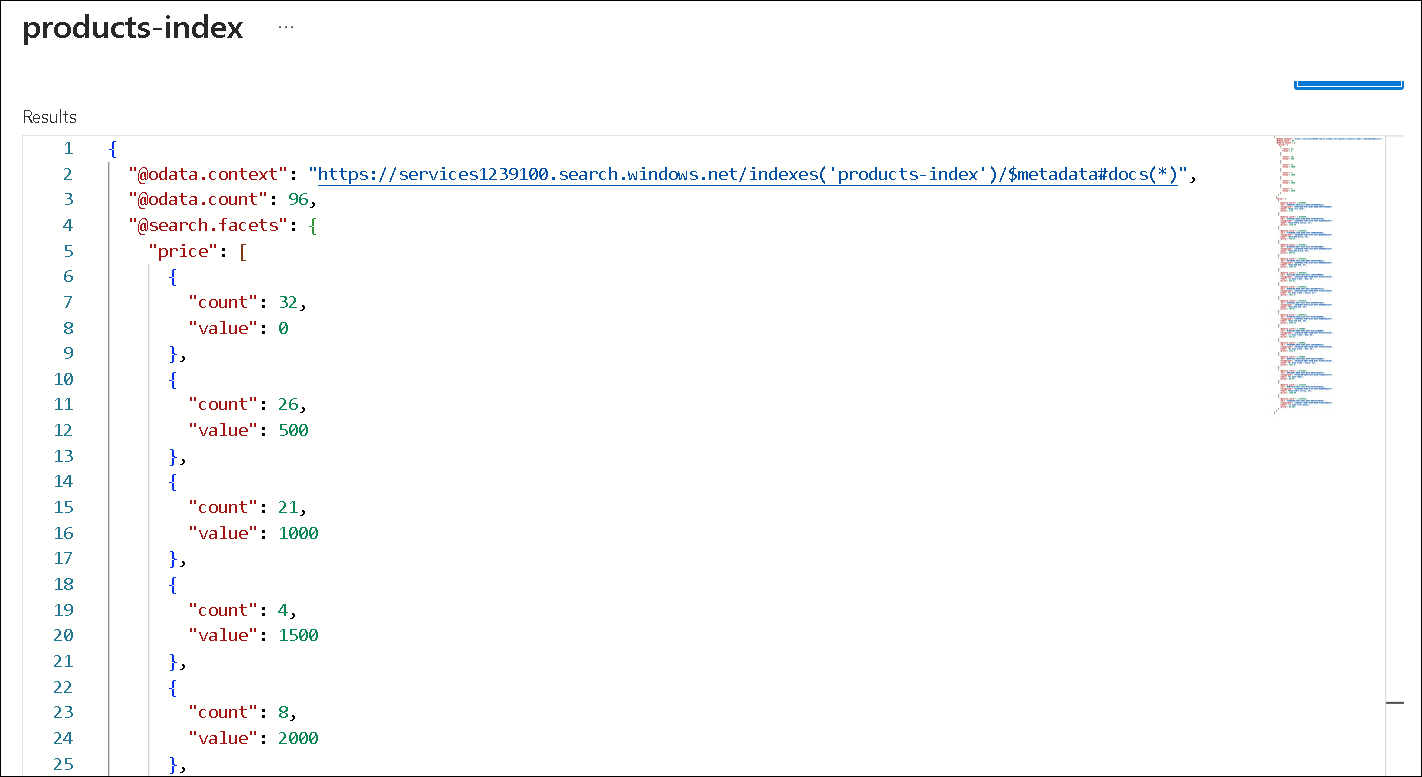 products-index ...
Results
1 {
2 "@odata.context": "https://services1239100.search.windows.net/indexes('products-index')/$metadata#docs(*)",
3 "@odata.count": 96,
4 "@search.facets": {
5 "price": [
6 {
7 "count": 32,
8 "value": 0
9 },
10 {
11 "count": 26,
12 "value": 500
13 },
14 {
15 "count": 21,
16 "value": 1000
17 },
18 {
19 "count": 4,
20 "value": 1500
21 },
22 {
23 "count": 8,
24 "value": 2000
25 },